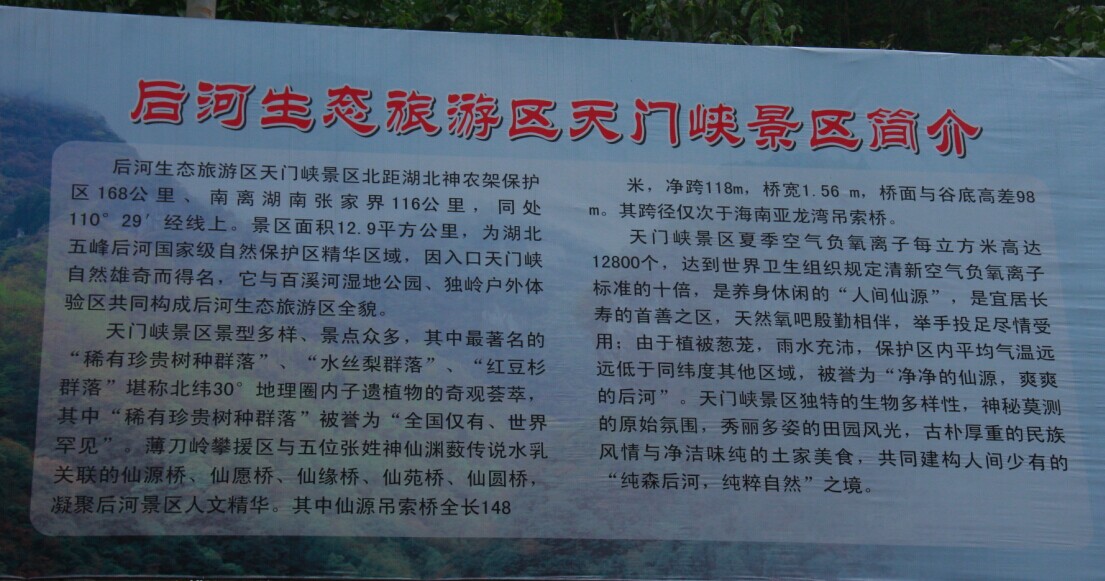 后河生态旅游区天门峡景区简介
后河生态旅游区天门峡景区北距湖北神农架保护
区168公里、南离湖南张家界116公里，同处
110°29′经线上。景区面积12.9平方公里，为湖北
五峰后河国家级自然保护区精华区域，因入口天门峡
自然雄奇而得名，它与百溪河湿地公园、独岭户外体
验区共同构成后河生态旅游区全貌。
天门峡景区景型多样、景点众多，其中最著名的
“稀有珍贵树种群落”、“水丝梨群落”、“红豆杉
群落”堪称北纬30°地理圈内孑遗植物的奇观荟萃，
其中“稀有珍贵树种群落”被誉为“全国仅有、世界
罕见”。薄刀岭攀援区与五位张姓神仙渊薮传说水乳
关联的仙源桥、仙愿桥、仙缘桥、仙苑桥、仙圆桥，
凝聚后河景区人文精华。其中仙源吊索桥全长148
米，净跨118m，桥宽1.56 m，桥面与谷底高差98
m。其跨径仅次于海南亚龙湾吊索桥。
天门峡景区夏季空气负氧离子每立方米高达
12800个，达到世界卫生组织规定清新空气负氧离子
标准的十倍，是养身休闲的“人间仙源”，是宜居长
寿的首善之区，天然氧吧殷勤相伴，举手投足尽情受
用；由于植被葱茏，雨水充沛，保护区内平均气温远
远低于同纬度其他区域，被誉为“净净的仙源，爽爽
的后河”。天门峡景区独特的生物多样性，神秘莫测
的原始氛围，秀丽多姿的田园风光，古朴厚重的民族
风情与净洁味纯的土家美食，共同建构人间少有的
“纯森后河，纯粹自然”之境。